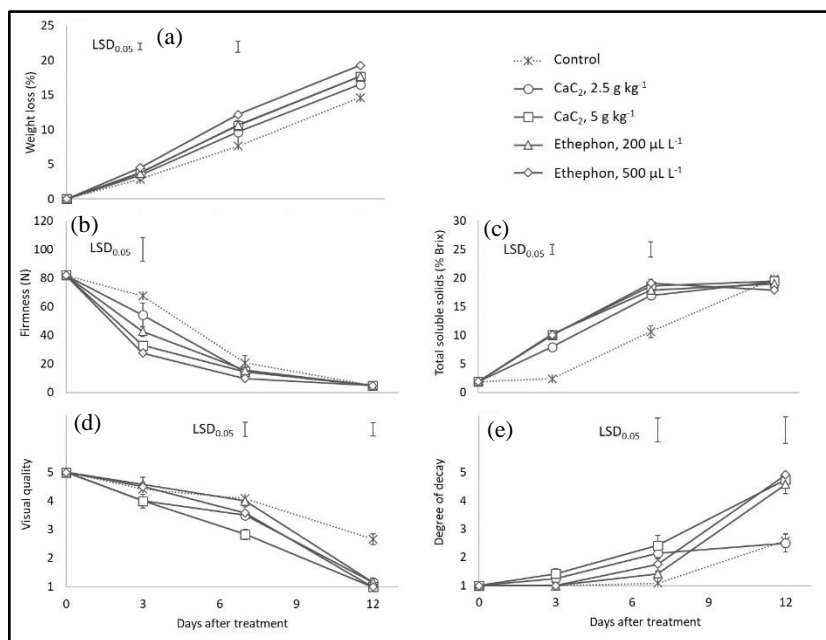 LSD0.05 (a)
Weight loss (%)
25
20
15
10
5
0
Control
CaC2, 2.5 g kg-1
CaC2, 5 g kg-1
Ethephon, 200 µL L-1
Ethephon, 500 µL L-1
(b)
LSD0.05
Firmness (N)
120
100
80
60
40
20
0
(c)
LSD0.05
Total soluble solids (% Brix)
30
25
20
15
10
5
0
(d)
LSD0.05
Visual quality
5
4
3
2
1
0 3 7 12
Days after treatment
(e)
LSD0.05
Degree of decay
5
4
3
2
1
0 3 7 12
Days after treatment